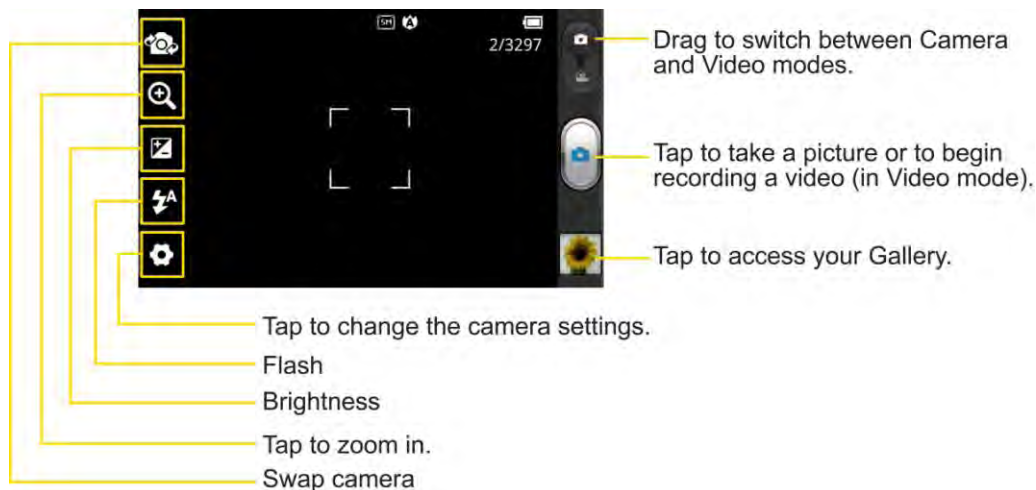 SM A
2/3297
Drag to switch between Camera
and Video modes.
Tap to take a picture or to begin
recording a video (in Video mode).
A
Tap to access your Gallery.
Tap to change the camera settings.
Flash
Brightness
Tap to zoom in.
Swap camera